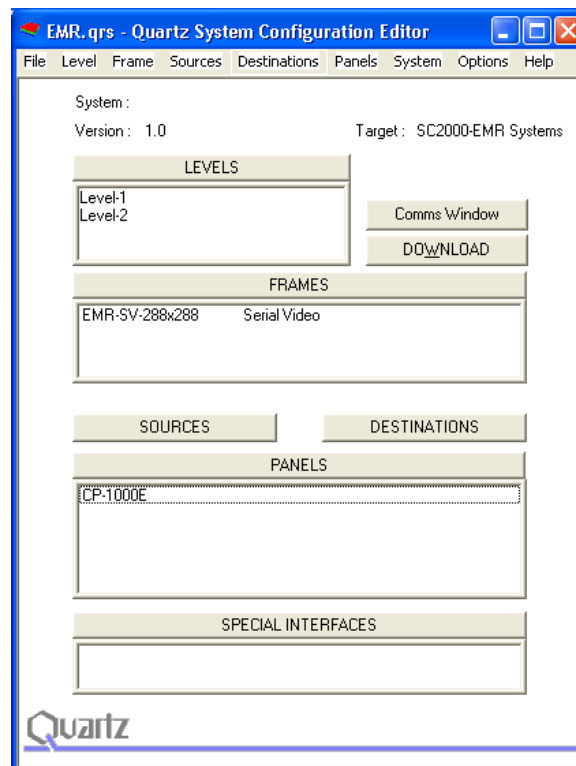 EMR.qrs - Quartz System Configuration Editor
File Level Frame Sources Destinations Panels System Options Help
System :
Version : 1.0 Target : SC2000-EMR Systems
LEVELS
Level-1
Level-2
Comms Window
DOWNLOAD
FRAMES
EMR-SV-288x288 Serial Video
SOURCES DESTINATIONS
PANELS
CP-1000E
SPECIAL INTERFACES
Quartz